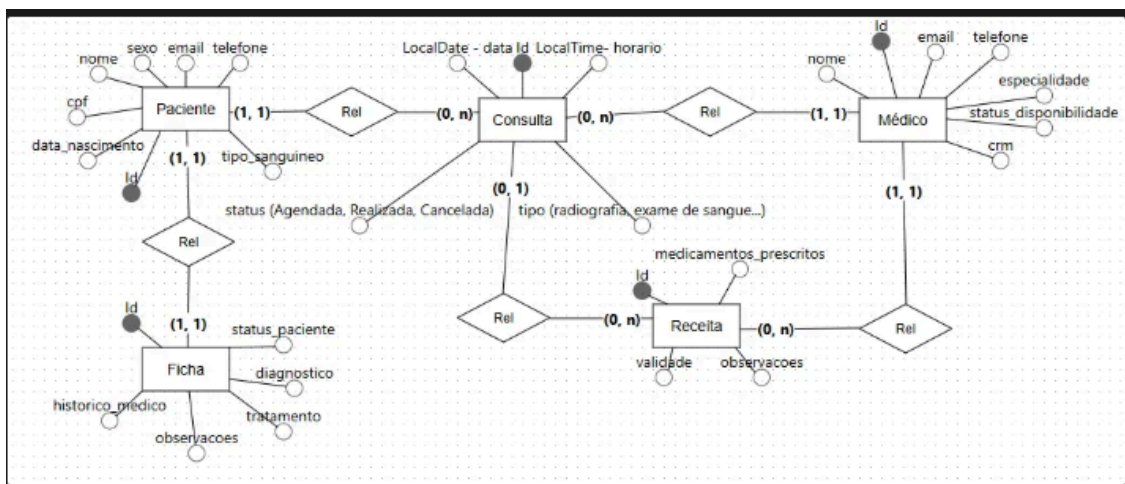 sexo email telefone
nome
cpf
Paciente
data_nascimento
tipo_sanguineo
Id
(1, 1)
Rel
(0, n)
LocalDate - data Id LocalTime- horario
Consulta
(0, n)
Rel
(1, 1)
Id
email
telefone
nome
especialidade
Médico
status_disponibilidade
crm
(1, 1)
(0, 1)
(1, 1)
status (Agendada, Realizada, Cancelada)
tipo (radiografia, exame de sangue...)
Rel
medicamentos_prescritos
Id
Rel
(0, n)
Receita
(0, n)
Rel
validade
observacoes
Id
(1, 1)
status_paciente
Ficha
diagnostico
historico_medico
tratamento
observacoes